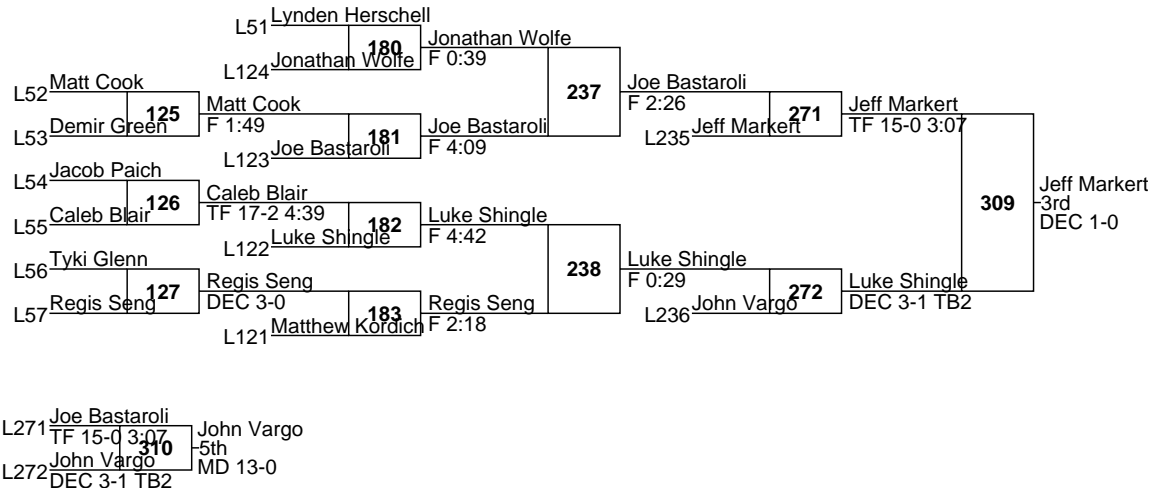 L51 Lynden Herschell
180
L124 Jonathan Wolfe
Jonathan Wolfe
F 0:39
L52 Matt Cook
125
L53 Demir Green
Matt Cook
F 1:49
181
L123 Joe Bastaroli
Joe Bastaroli
F 4:09
237
Joe Bastaroli
F 2:26
271
L235 Jeff Markert
Jeff Markert
TF 15-0 3:07
L54 Jacob Paich
126
L55 Caleb Blair
Caleb Blair
TF 17-2 4:39
182
L122 Luke Shingle
Luke Shingle
F 4:42
L56 Tyki Glenn
127
L57 Regis Seng
Regis Seng
DEC 3-0
183
L121 Matthew Kordich
Regis Seng
F 2:18
238
Luke Shingle
F 0:29
272
L236 John Vargo
Luke Shingle
DEC 3-1 TB2
309
Jeff Markert
3rd
DEC 1-0
L271 Joe Bastaroli
TF 15-0 3:07
310
L272 John Vargo
DEC 3-1 TB2
John Vargo
5th
MD 13-0